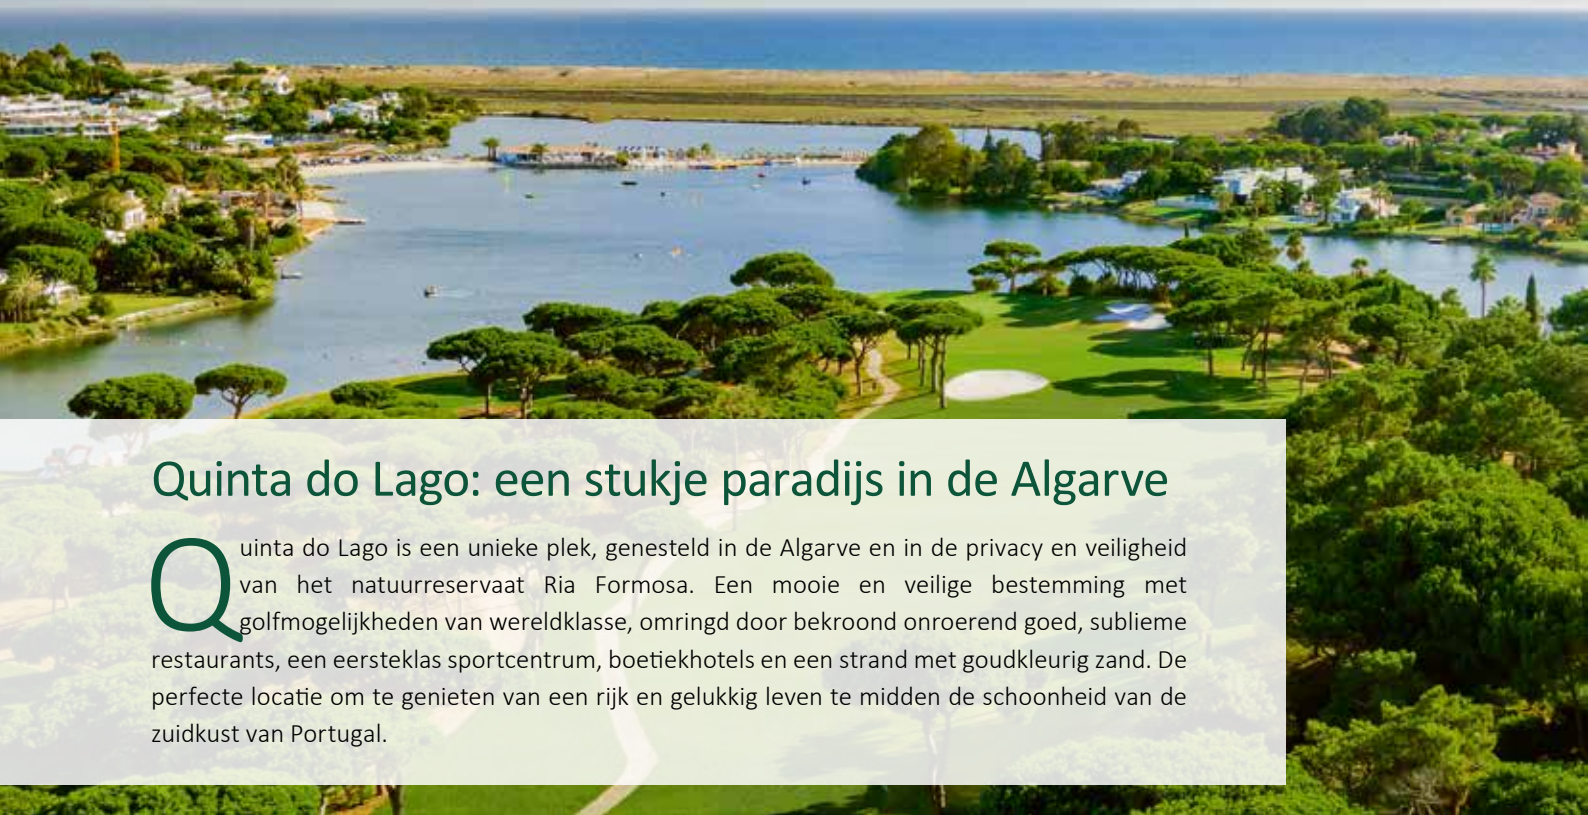 Quinta do Lago: een stukje paradijs in de Algarve
Quinta do Lago is een unieke plek, genesteld in de Algarve en in de privacy en veiligheid
van het natuurreservaat Ria Formosa. Een mooie en veilige bestemming met
golfmogelijkheden van wereldklasse, omringd door bekroond onroerend goed, sublieme
restaurants, een eersteklas sportcentrum, boetiekhotels en een strand met goudkleurig zand. De
perfecte locatie om te genieten van een rijk en gelukkig leven te midden de schoonheid van de
zuidkust van Portugal.